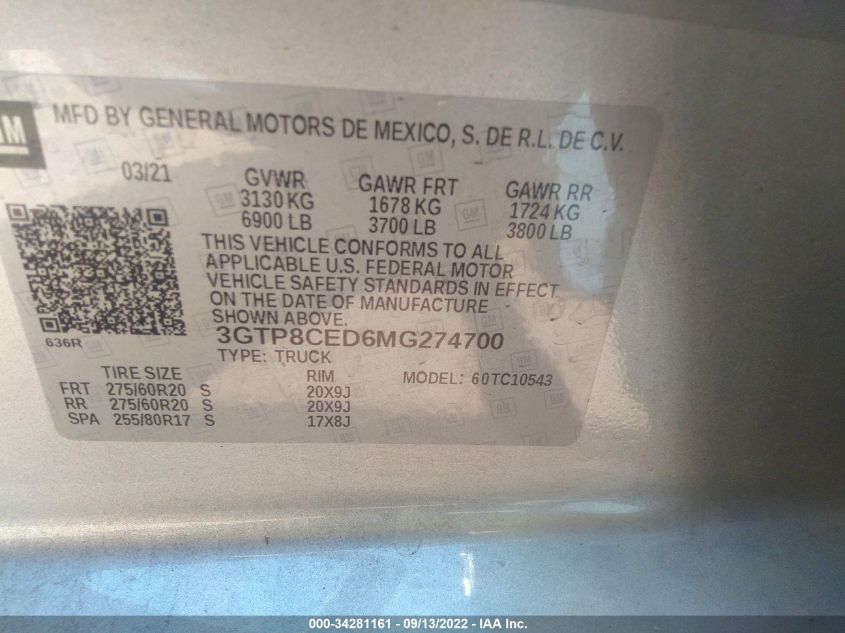 GM
MFD BY GENERAL MOTORS DE MEXICO, S. DE R.L. DE C.V.
03/21
GVWR GAWR FRT GAWR RR
3130 KG 1678 KG 1724 KG
6900 LB 3700 LB 3800 LB
THIS VEHICLE CONFORMS TO ALL
APPLICABLE U.S. FEDERAL MOTOR
VEHICLE SAFETY STANDARDS IN EFFECT
ON THE DATE OF MANUFACTURE
SHOWN ABOVE.
636R
3GTP8CED6MG274700
TYPE: TRUCK
TIRE SIZE RIM MODEL: 60TC10543
FRT 275/60R20 S 20X9J
RR 275/60R20 S 20X9J
SPA 255/80R17 S 17X8J
000-34281161 - 09/13/2022 - IAA Inc.